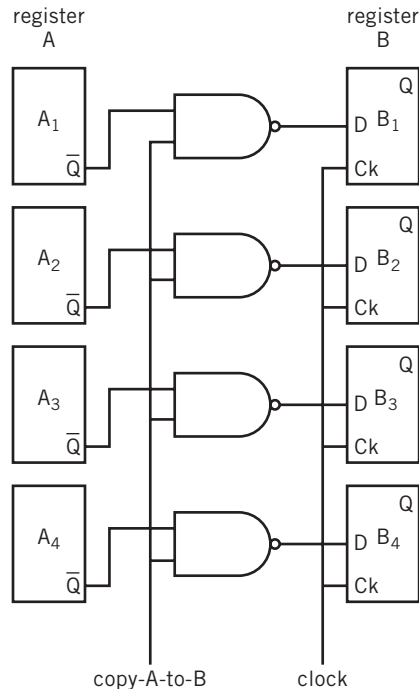 register
A
register
B
A₁
Q̅
Q
D B₁
Ck
A₂
Q̅
Q
D B₂
Ck
A₃
Q̅
Q
D B₃
Ck
A₄
Q̅
Q
D B₄
Ck
copy-A-to-B
clock